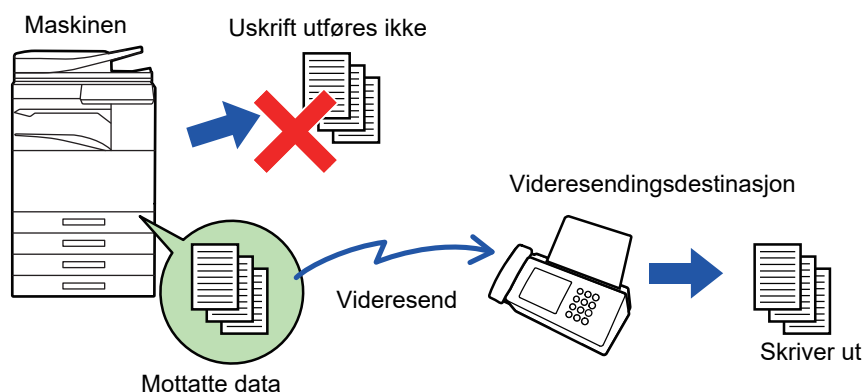 Maskinen
Uskrift utføres ikke
Videresendingsdestinasjon
Videresend
Skriver ut
Mottatte data